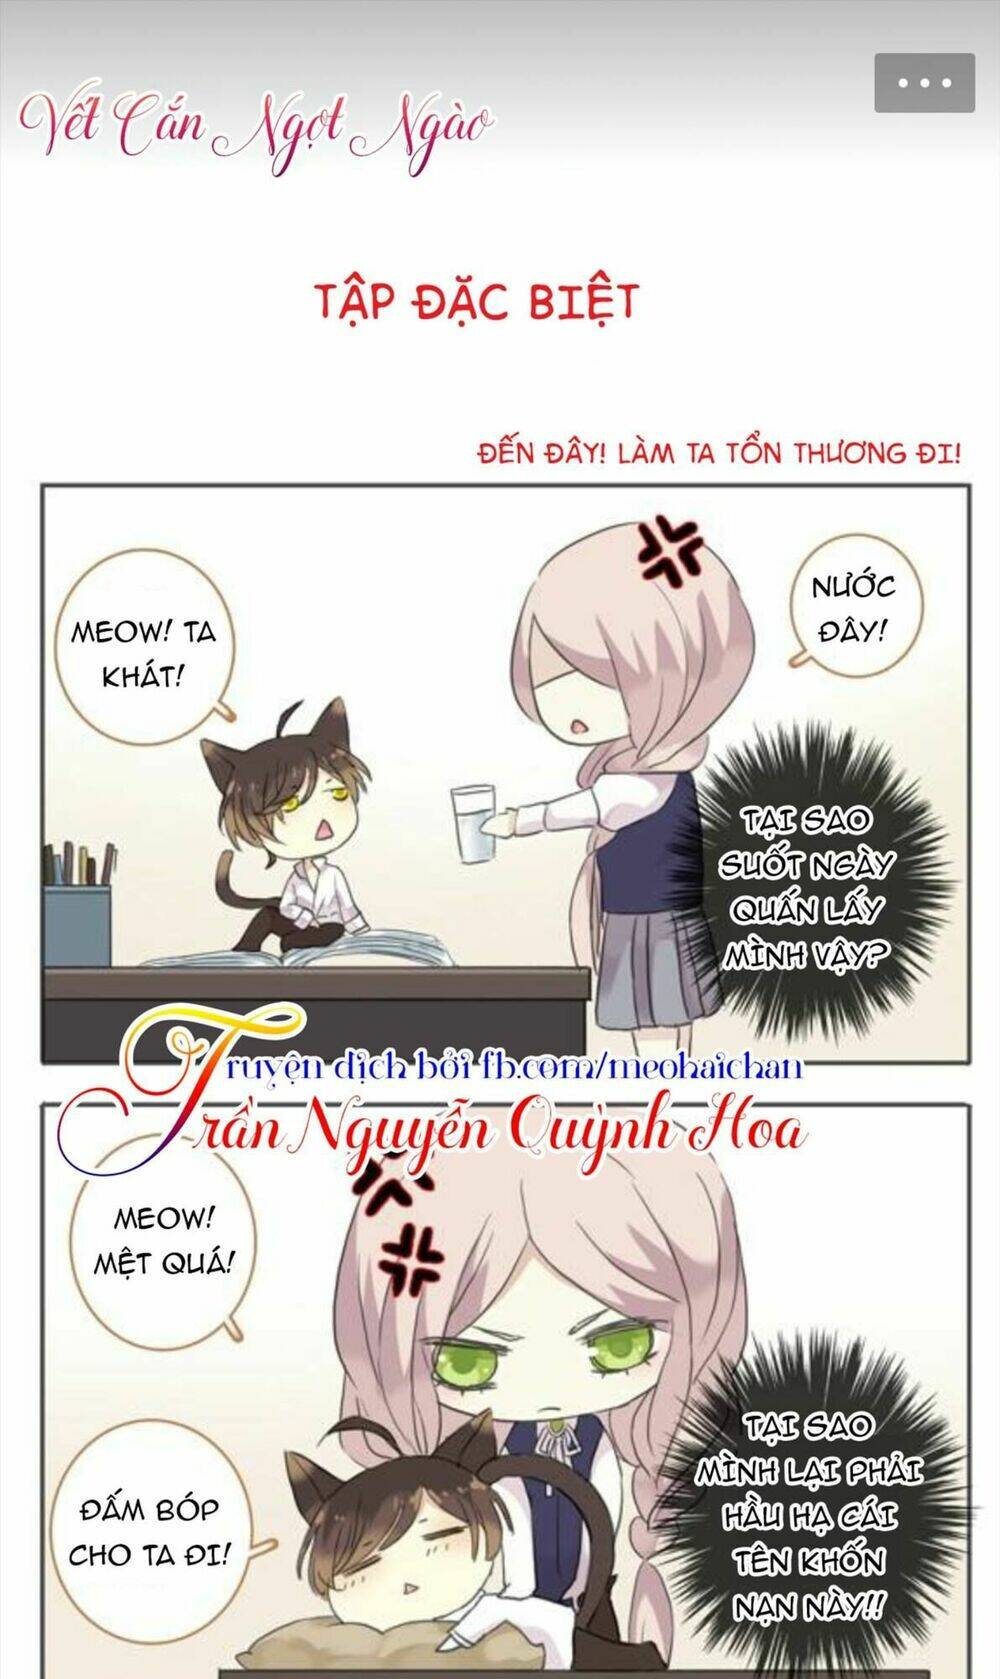 Vết Cắn Ngọt Ngào
TẬP ĐẶC BIỆT
ĐẾN ĐÂY! LÀM TA TỔN THƯƠNG ĐI!
MEOW! TA
KHÁT!
NƯỚC
ĐÂY!
TẠI SAO
SUỐT NGÀY
QUẤN LẤY
MÌNH VẬY?
Truyện dịch bởi fb.com/meohaichan
Trần Nguyễn Quỳnh Hoa
MEOW!
MỆT QUÁ!
ĐẤM BÓP
CHO TA ĐI!
TẠI SAO
MÌNH LẠI PHẢI
HẦU HẠ CÁI
TÊN KHỐN
NẠN NÀY!!